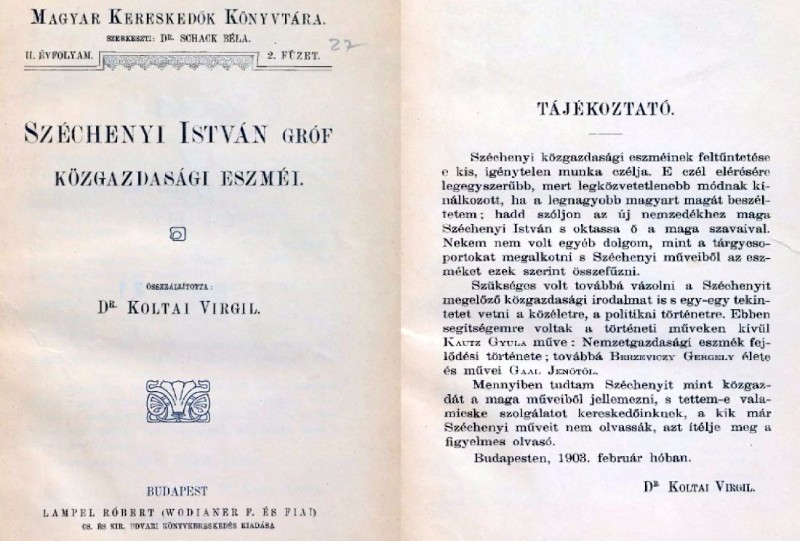 MAGYAR KERESKEDŐK KÖNYVTÁRA.
SZERKESZTI: DR. SCHACK BÉLA.
27
II. ÉVFOLYAM. 2. FÜZET.
SZÉCHENYI ISTVÁN GRÓF
KÖZGAZDASÁGI ESZMÉI.
ÖSSZEÁLLÍTOTTA:
DR. KOLTAI VIRGIL.
BUDAPEST
LAMPEL RÓBERT (WODIANER F. ÉS FIAI)
CS. ÉS KIR. UDVARI KÖNYVKERESKEDÉS KIADÁSA
TÁJÉKOZTATÓ.
Széchenyi közgazdasági eszméinek feltüntetése
e kis, igénytelen munka czélja. E czél elérésére
legegyszerűbb, mert legközvetetlenebb módnak kí-
nálkozott, ha a legnagyobb magyart magát beszél-
tetem; hadd szóljon az új nemzedékhez maga
Széchenyi István s oktassa ő a maga szavaival.
Nekem nem volt egyéb dolgom, mint a tárgycso-
portokat megalkotni s Széchenyi műveiből az esz-
méket ezek szerint összefűzni.
Szükséges volt továbbá vázolni a Széchenyit
megelőző közgazdasági irodalmat is s egy-egy tekin-
tetet vetni a közéletre, a politikai történetre. Ebben
segítségemre voltak a történeti műveken kívül
KAUTZ GYULA műve: Nemzetgazdasági eszmék fej-
lődési története; továbbá BERZEVICZY GERGELY élete
és művei GAAL JENŐTŐL.
Mennyiben tudtam Széchenyit mint közgaz-
dát a maga műveiből jellemezni, s tettem-e vala-
micske szolgálatot kereskedőinknek, a kik már
Széchenyi műveit nem olvassák, azt ítélje meg a
figyelmes olvasó.
Budapesten, 1903. február hóban.
DR KOLTAI VIRGIL.